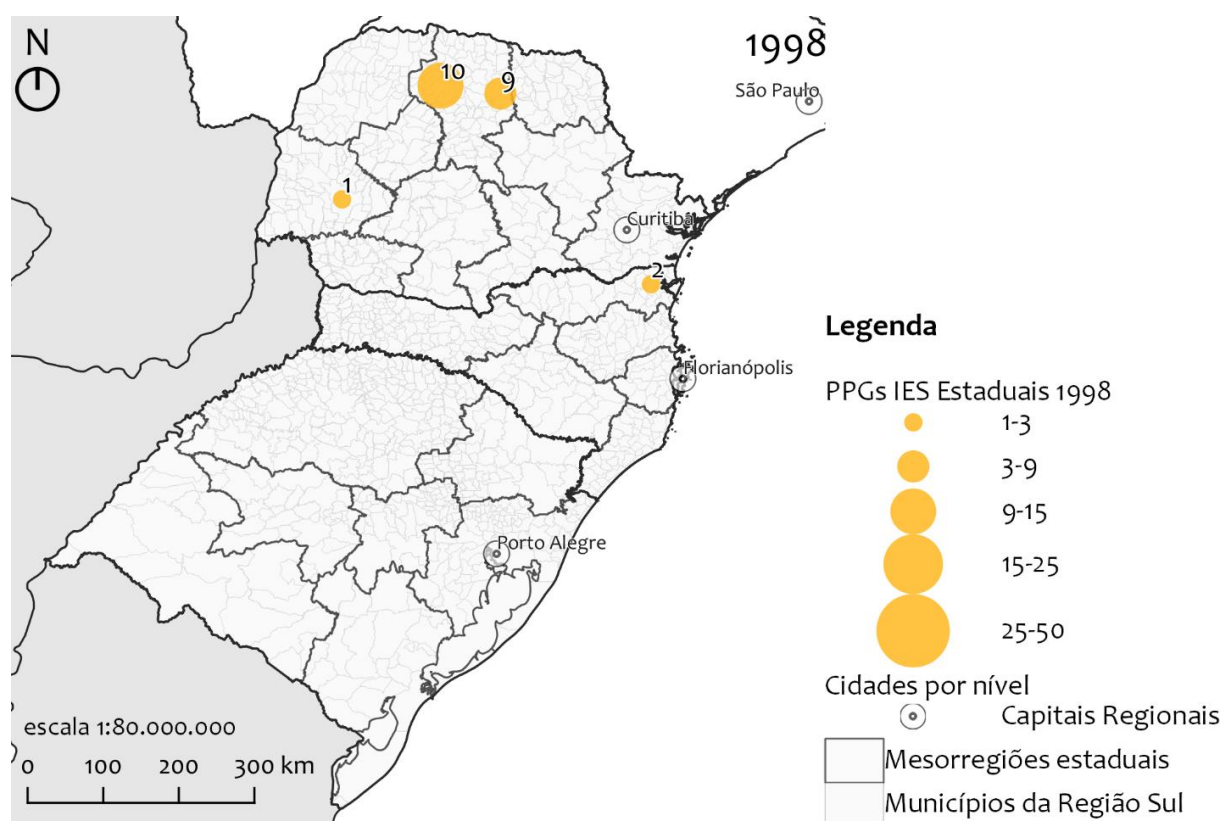 N
1998
10
9
São Paulo
1
Curitiba
2
Florianópolis
Porto Alegre
escala 1:80.000.000
0 100 200 300 km
Legenda
PPGs IES Estaduais 1998
1-3
3-9
9-15
15-25
25-50
Cidades por nível
Capitais Regionais
Mesorregiões estaduais
Municípios da Região Sul